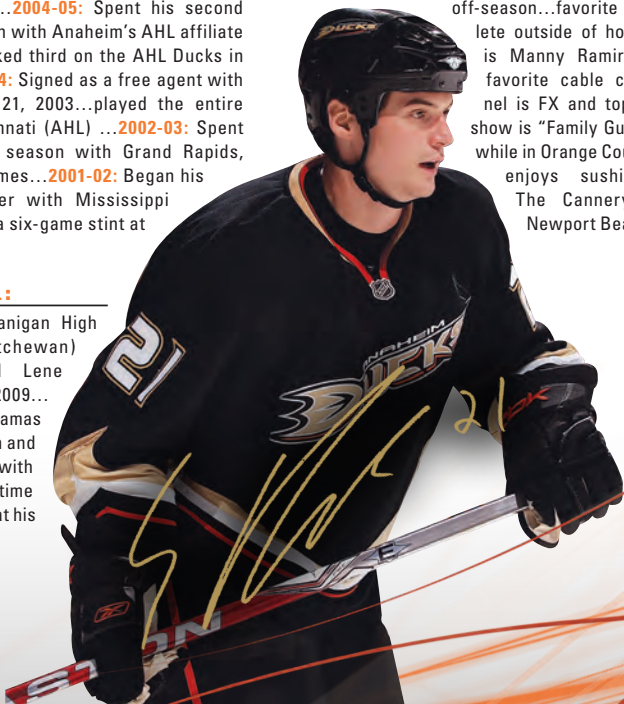 …2004-05: Spent his second
n with Anaheim's AHL affiliate
ked third on the AHL Ducks in
4: Signed as a free agent with
21, 2003...played the entire
nnati (AHL) …2002-03: Spent
season with Grand Rapids,
mes...2001-02: Began his
er with Mississippi
a six-game stint at
L:
anigan High
tchewan)
Lene
2009...
amas
n and
with
time
at his
off-season...favorite
lete outside of ho
is Manny Ramir
favorite cable c
nel is FX and top
show is "Family Gu
while in Orange Cou
enjoys sushi
The Cannery
Newport Bea
DUCKS
21
ANAHEIM
DUCKS
21